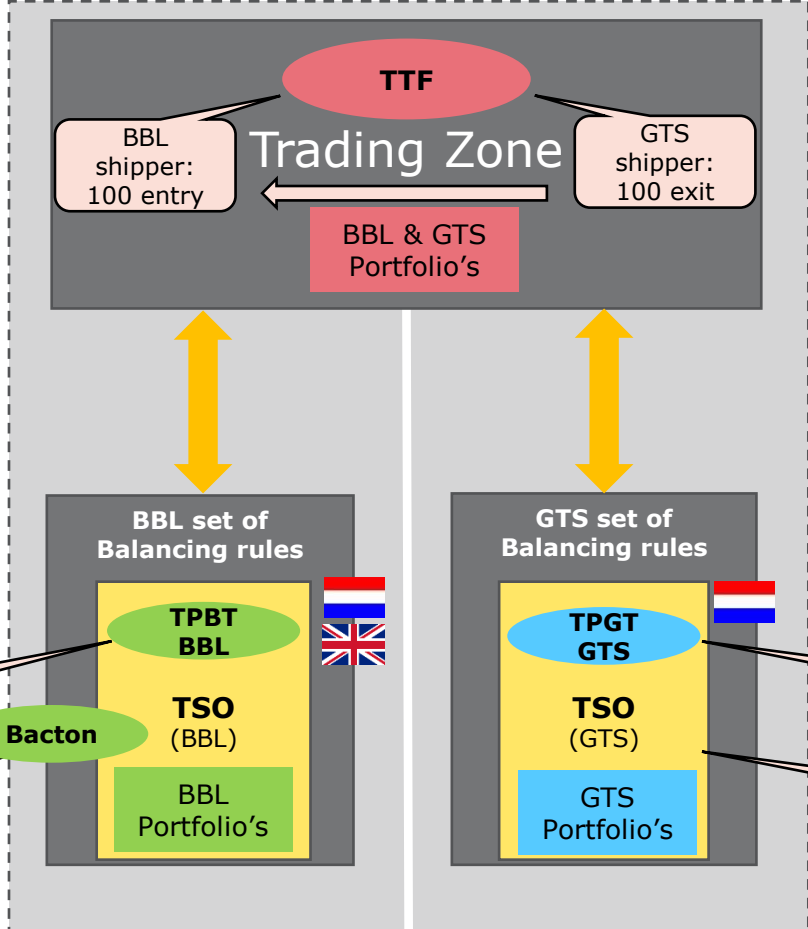 TTF
BBL
shipper:
100 entry
Trading Zone
GTS
shipper:
100 exit
BBL & GTS
Portfolio's
BBL set of
Balancing rules
TPBT
BBL
Bacton
TSO
(BBL)
BBL
Portfolio's
GTS set of
Balancing rules
TPGT
GTS
TSO
(GTS)
GTS
Portfolio's